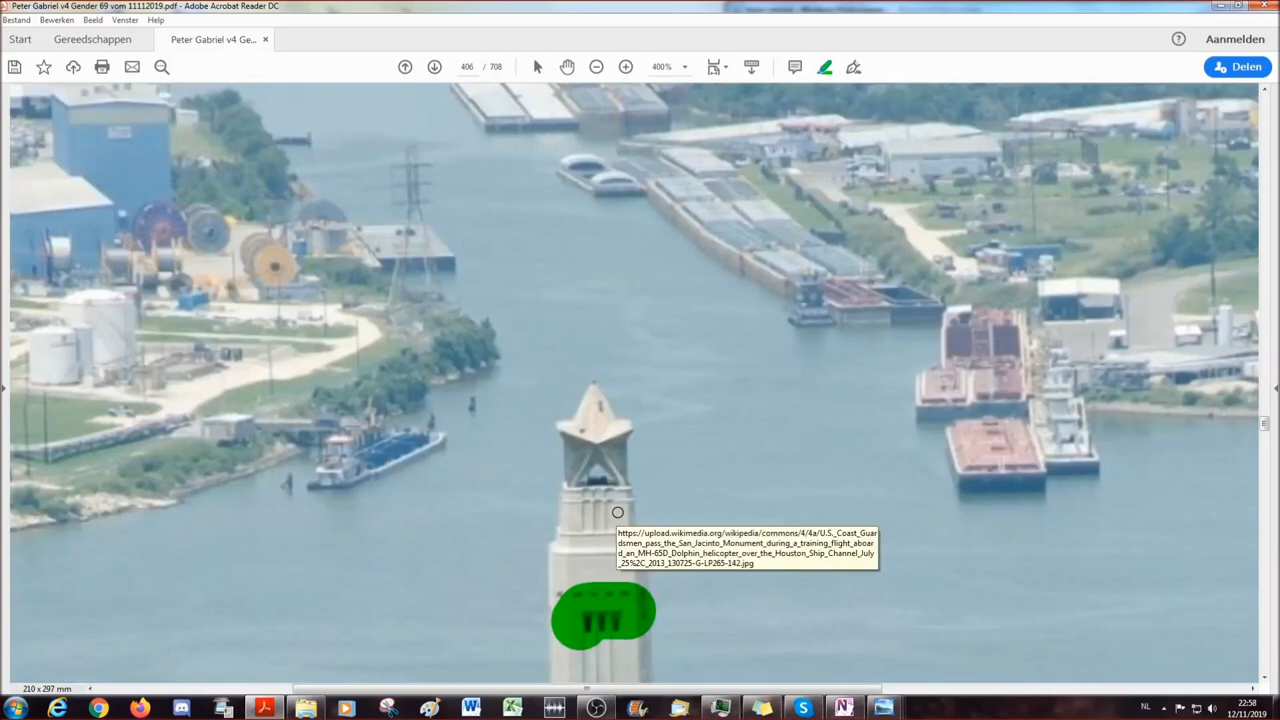 Peter Gabriel v4 Gender 69 vom 11112019.pdf - Adobe Acrobat Reader DC
Bestand Bewerken Beeld Venster Help
Start Gereedschappen Peter Gabriel v4 Ge... × Aanmelden
406 / 708 400% Delen
https://upload.wikimedia.org/wikipedia/commons/4/4a/U.S._Coast_Guar
dsmen_pass_the_San_Jacinto_Monument_during_a_training_flight_aboar
d_an_MH-65D_Dolphin_helicopter_over_the_Houston_Ship_Channel_July
_25%2C_2013_130725-G-LP265-142.jpg
210 x 297 mm
NL 22:58
12/11/2019